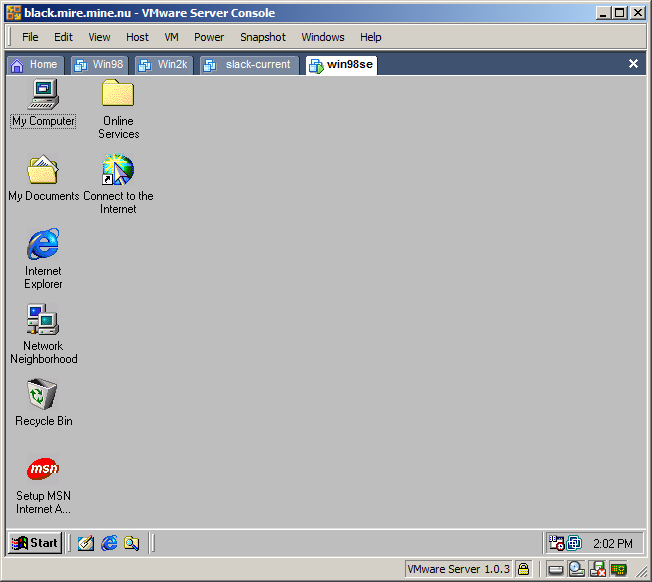 black.mire.mine.nu - VMware Server Console
File Edit View Host VM Power Snapshot Windows Help
Home Win98 Win2k slack-current win98se
My Computer
Online
Services
My Documents
Connect to the
Internet
Internet
Explorer
Network
Neighborhood
Recycle Bin
msn
Setup MSN
Internet A...
Start
2:02 PM
VMware Server 1.0.3